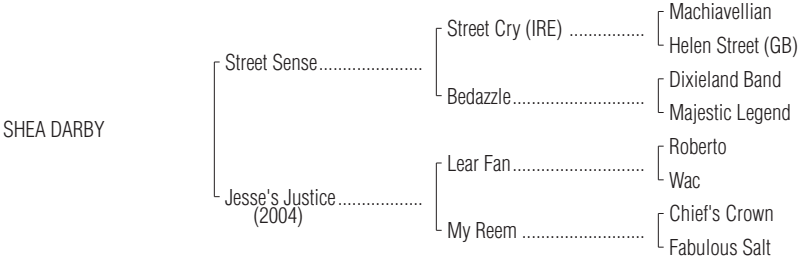 Machiavellian
Street Cry (IRE) ................
Helen Street (GB)
Street Sense......................
Dixieland Band
Bedazzle............................
Majestic Legend
SHEA DARBY
Roberto
Lear Fan............................
Wac
Jesse's Justice..................
(2004)
Chief's Crown
My Reem ..........................
Fabulous Salt